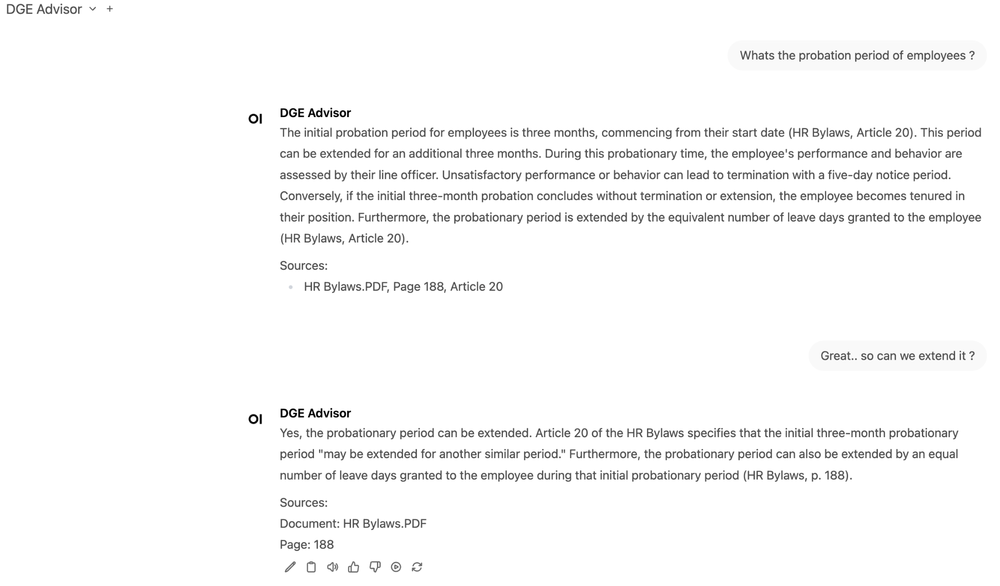 DGE Advisor
Whats the probation period of employees ?
OI
DGE Advisor
The initial probation period for employees is three months, commencing from their start date (HR Bylaws, Article 20). This period
can be extended for an additional three months. During this probationary time, the employee's performance and behavior are
assessed by their line officer. Unsatisfactory performance or behavior can lead to termination with a five-day notice period.
Conversely, if the initial three-month probation concludes without termination or extension, the employee becomes tenured in
their position. Furthermore, the probationary period is extended by the equivalent number of leave days granted to the employee
(HR Bylaws, Article 20).
Sources:
• HR Bylaws.PDF, Page 188, Article 20
Great.. so can we extend it ?
OI
DGE Advisor
Yes, the probationary period can be extended. Article 20 of the HR Bylaws specifies that the initial three-month probationary
period "may be extended for another similar period." Furthermore, the probationary period can also be extended by an equal
number of leave days granted to the employee during that initial probationary period (HR Bylaws, p. 188).
Sources:
Document: HR Bylaws.PDF
Page: 188